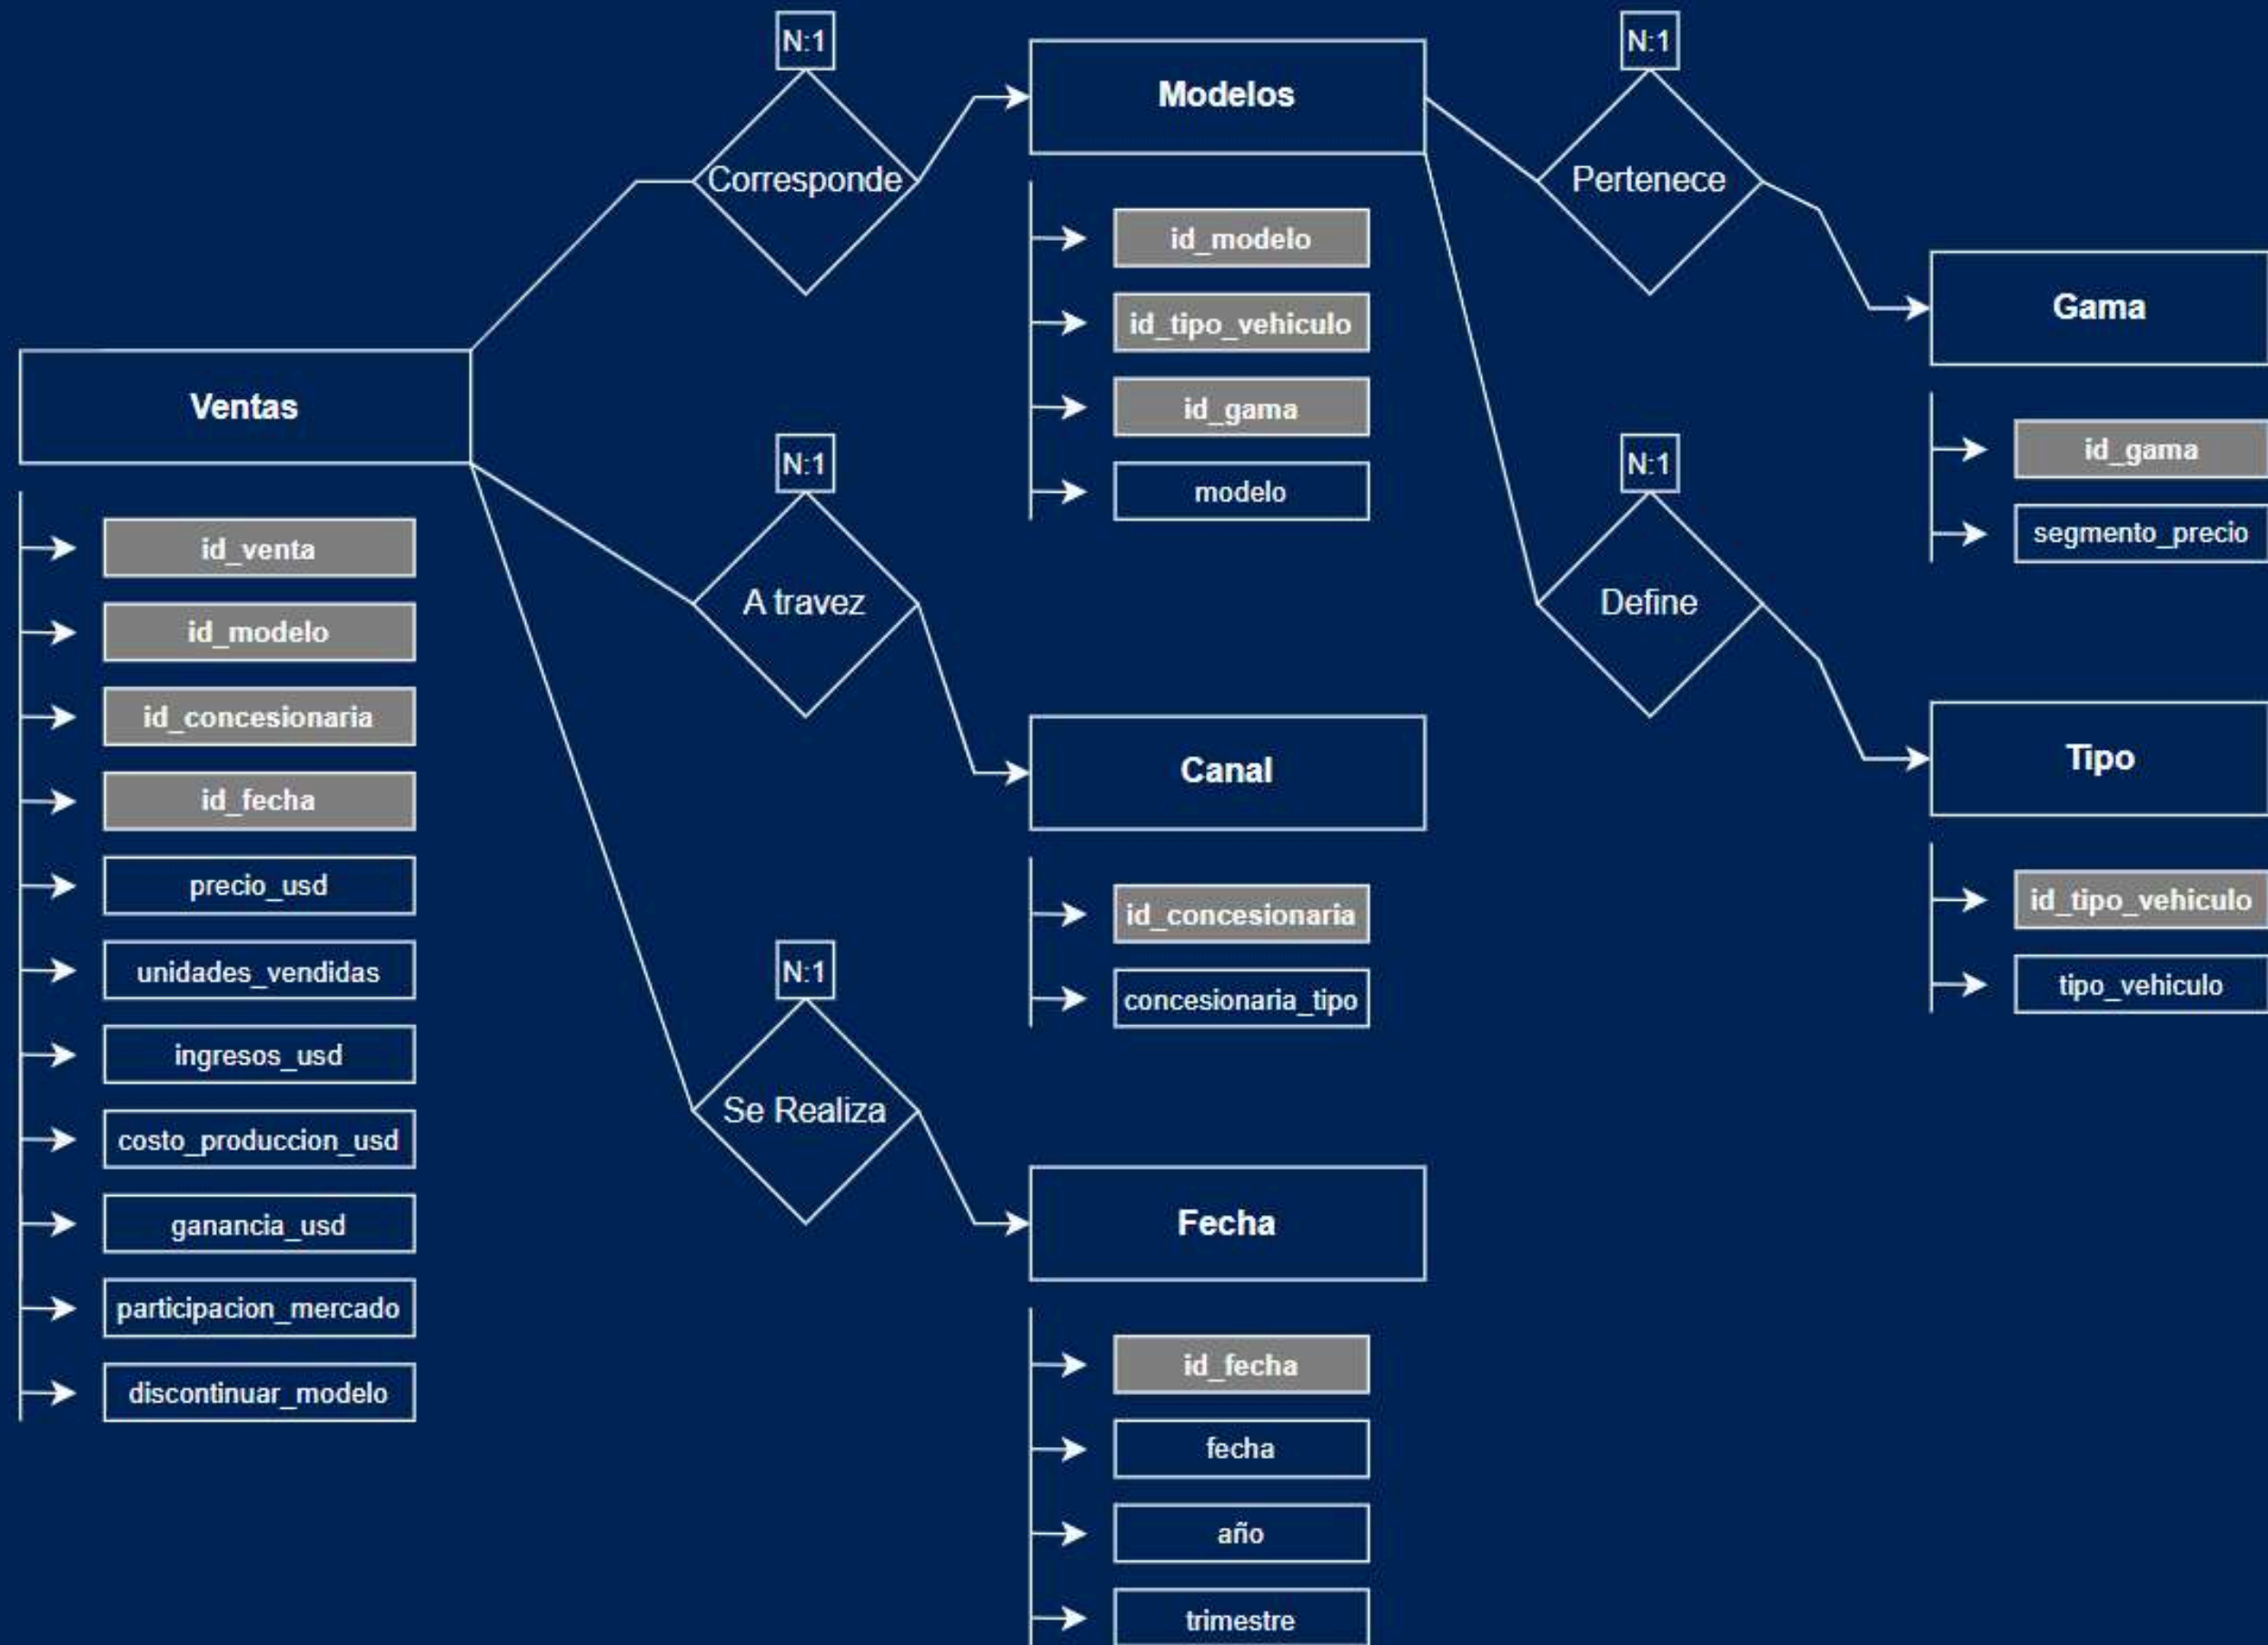 N:1
Corresponde
Modelos
id_modelo
id_tipo_vehiculo
id_gama
modelo
N:1
Pertenece
Gama
id_gama
segmento_precio
Ventas
id_venta
id_modelo
id_concesionaria
id_fecha
precio_usd
unidades_vendidas
ingresos_usd
costo_produccion_usd
ganancia_usd
participacion_mercado
discontinuar_modelo
N:1
A travez
Canal
id_concesionaria
concesionaria_tipo
N:1
Define
Tipo
id_tipo_vehiculo
tipo_vehiculo
N:1
Se Realiza
Fecha
id_fecha
fecha
año
trimestre